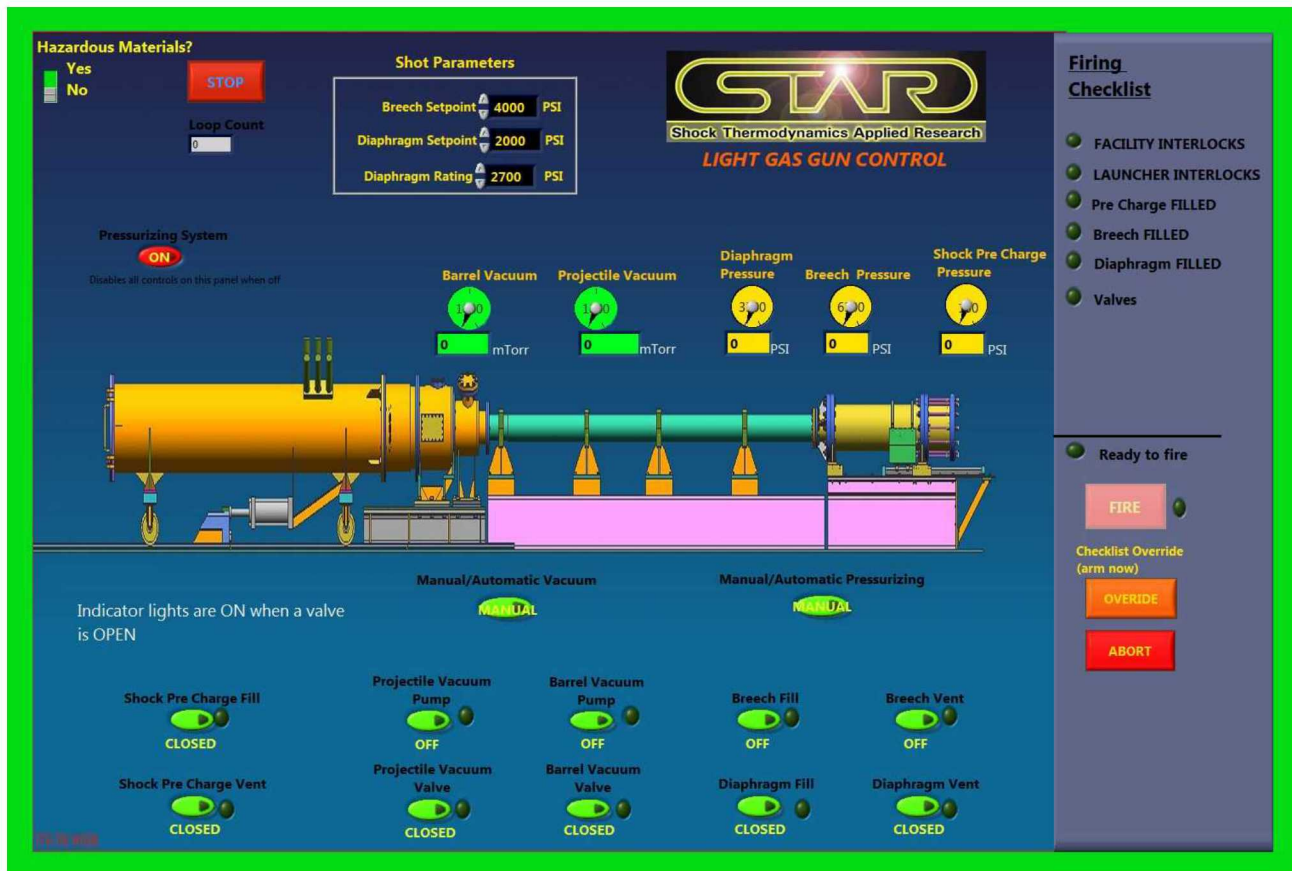 Hazardous Materials?
Yes
No
STOP
Loop Count
0
Shot Parameters
Breech Setpoint 4000 PSI
Diaphragm Setpoint 2000 PSI
Diaphragm Rating 2700 PSI
STAR
Shock Thermodynamics Applied Research
LIGHT GAS GUN CONTROL
Pressurizing System
ON
Disables all controls on this panel when off
Barrel Vacuum
0 mTorr
Projectile Vacuum
0 mTorr
Diaphragm
Pressure
0 PSI
Breech Pressure
0 PSI
Shock Pre Charge
Pressure
0 PSI
Manual/Automatic Vacuum
MANUAL
Manual/Automatic Pressurizing
MANUAL
Indicator lights are ON when a valve
is OPEN
Shock Pre Charge Fill
CLOSED
Projectile Vacuum
Pump
OFF
Barrel Vacuum
Pump
OFF
Breech Fill
OFF
Breech Vent
OFF
Shock Pre Charge Vent
CLOSED
Projectile Vacuum
Valve
CLOSED
Barrel Vacuum
Valve
CLOSED
Diaphragm Fill
CLOSED
Diaphragm Vent
CLOSED
Firing
Checklist
FACILITY INTERLOCKS
LAUNCHER INTERLOCKS
Pre Charge FILLED
Breech FILLED
Diaphragm FILLED
Valves
Ready to fire
FIRE
Checklist Override
(arm now)
OVERIDE
ABORT